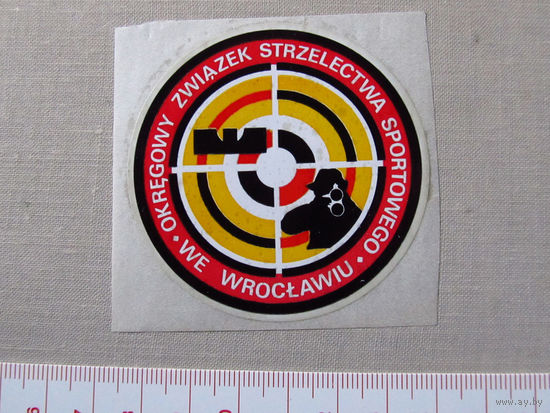 OKRĘGOWY ZWIĄZEK STRZELECTWA SPORTOWEGO
• WE WROCŁAWIU •
www.ay.by